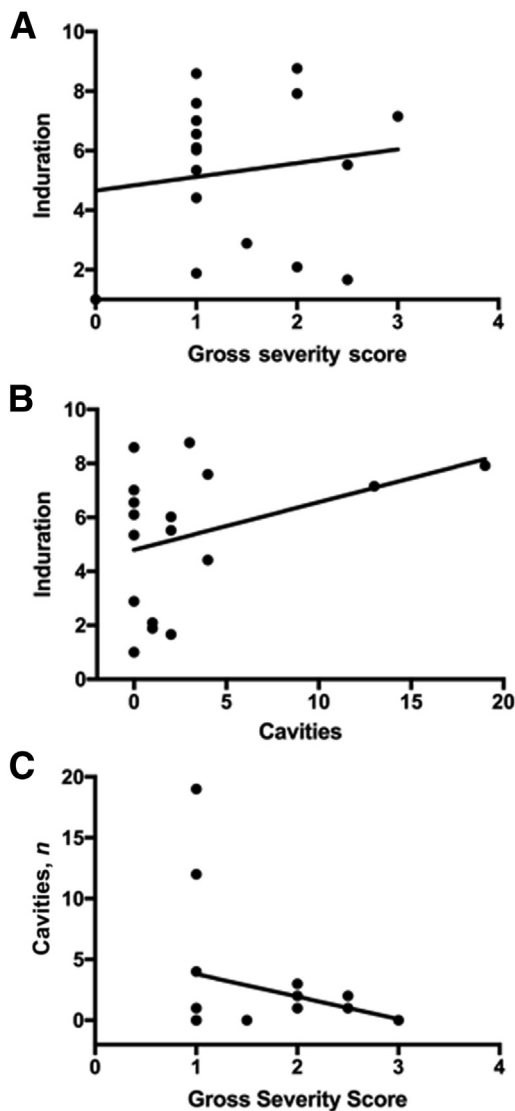 A
10
8
6
4
2
Induration
0 1 2 3 4
Gross severity score
B
10
8
6
4
2
0
Induration
0 5 10 15 20
Cavities
C
20
15
10
5
0
Cavities, n
0 1 2 3 4
Gross Severity Score